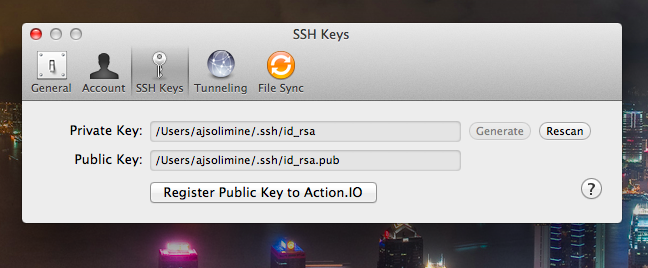 SSH Keys
General Account SSH Keys Tunneling File Sync
Private Key: /Users/ajsolimine/.ssh/id_rsa Generate Rescan
Public Key: /Users/ajsolimine/.ssh/id_rsa.pub
Register Public Key to Action.IO ?